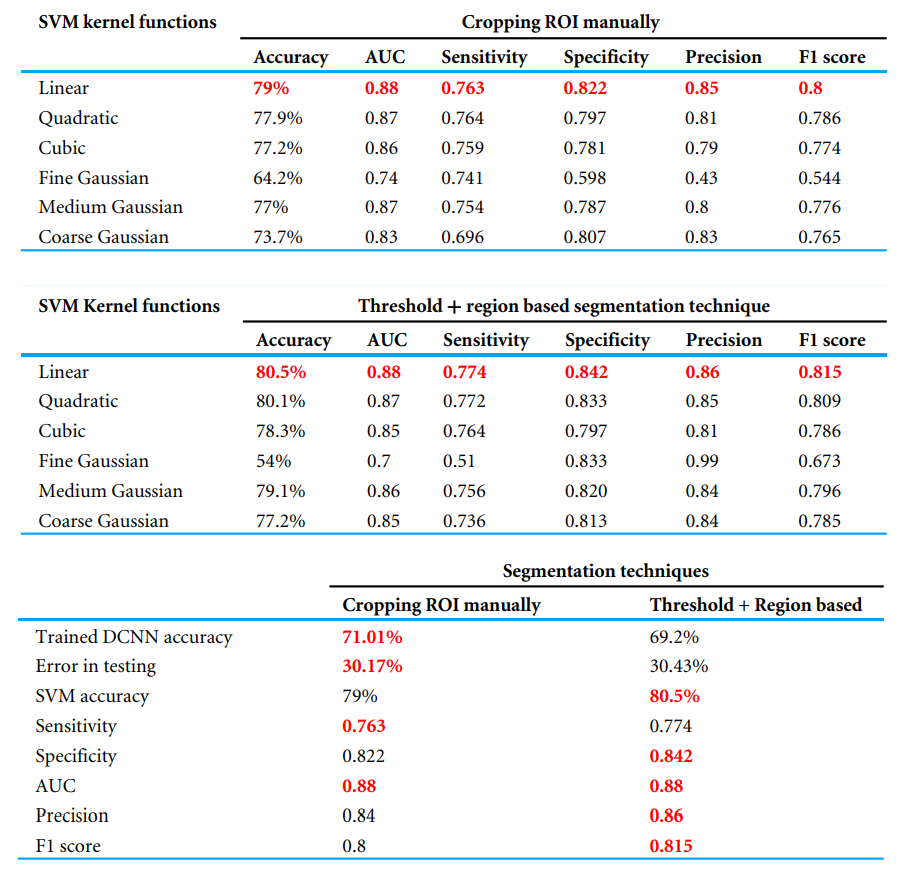 SVM kernel functions Cropping ROI manually
Accuracy AUC Sensitivity Specificity Precision F1 score
Linear 79% 0.88 0.763 0.822 0.85 0.8
Quadratic 77.9% 0.87 0.764 0.797 0.81 0.786
Cubic 77.2% 0.86 0.759 0.781 0.79 0.774
Fine Gaussian 64.2% 0.74 0.741 0.598 0.43 0.544
Medium Gaussian 77% 0.87 0.754 0.787 0.8 0.776
Coarse Gaussian 73.7% 0.83 0.696 0.807 0.83 0.765
SVM Kernel functions Threshold + region based segmentation technique
Accuracy AUC Sensitivity Specificity Precision F1 score
Linear 80.5% 0.88 0.774 0.842 0.86 0.815
Quadratic 80.1% 0.87 0.772 0.833 0.85 0.809
Cubic 78.3% 0.85 0.764 0.797 0.81 0.786
Fine Gaussian 54% 0.7 0.51 0.833 0.99 0.673
Medium Gaussian 79.1% 0.86 0.756 0.820 0.84 0.796
Coarse Gaussian 77.2% 0.85 0.736 0.813 0.84 0.785
Segmentation techniques
Cropping ROI manually Threshold + Region based
Trained DCNN accuracy 71.01% 69.2%
Error in testing 30.17% 30.43%
SVM accuracy 79% 80.5%
Sensitivity 0.763 0.774
Specificity 0.822 0.842
AUC 0.88 0.88
Precision 0.84 0.86
F1 score 0.8 0.815